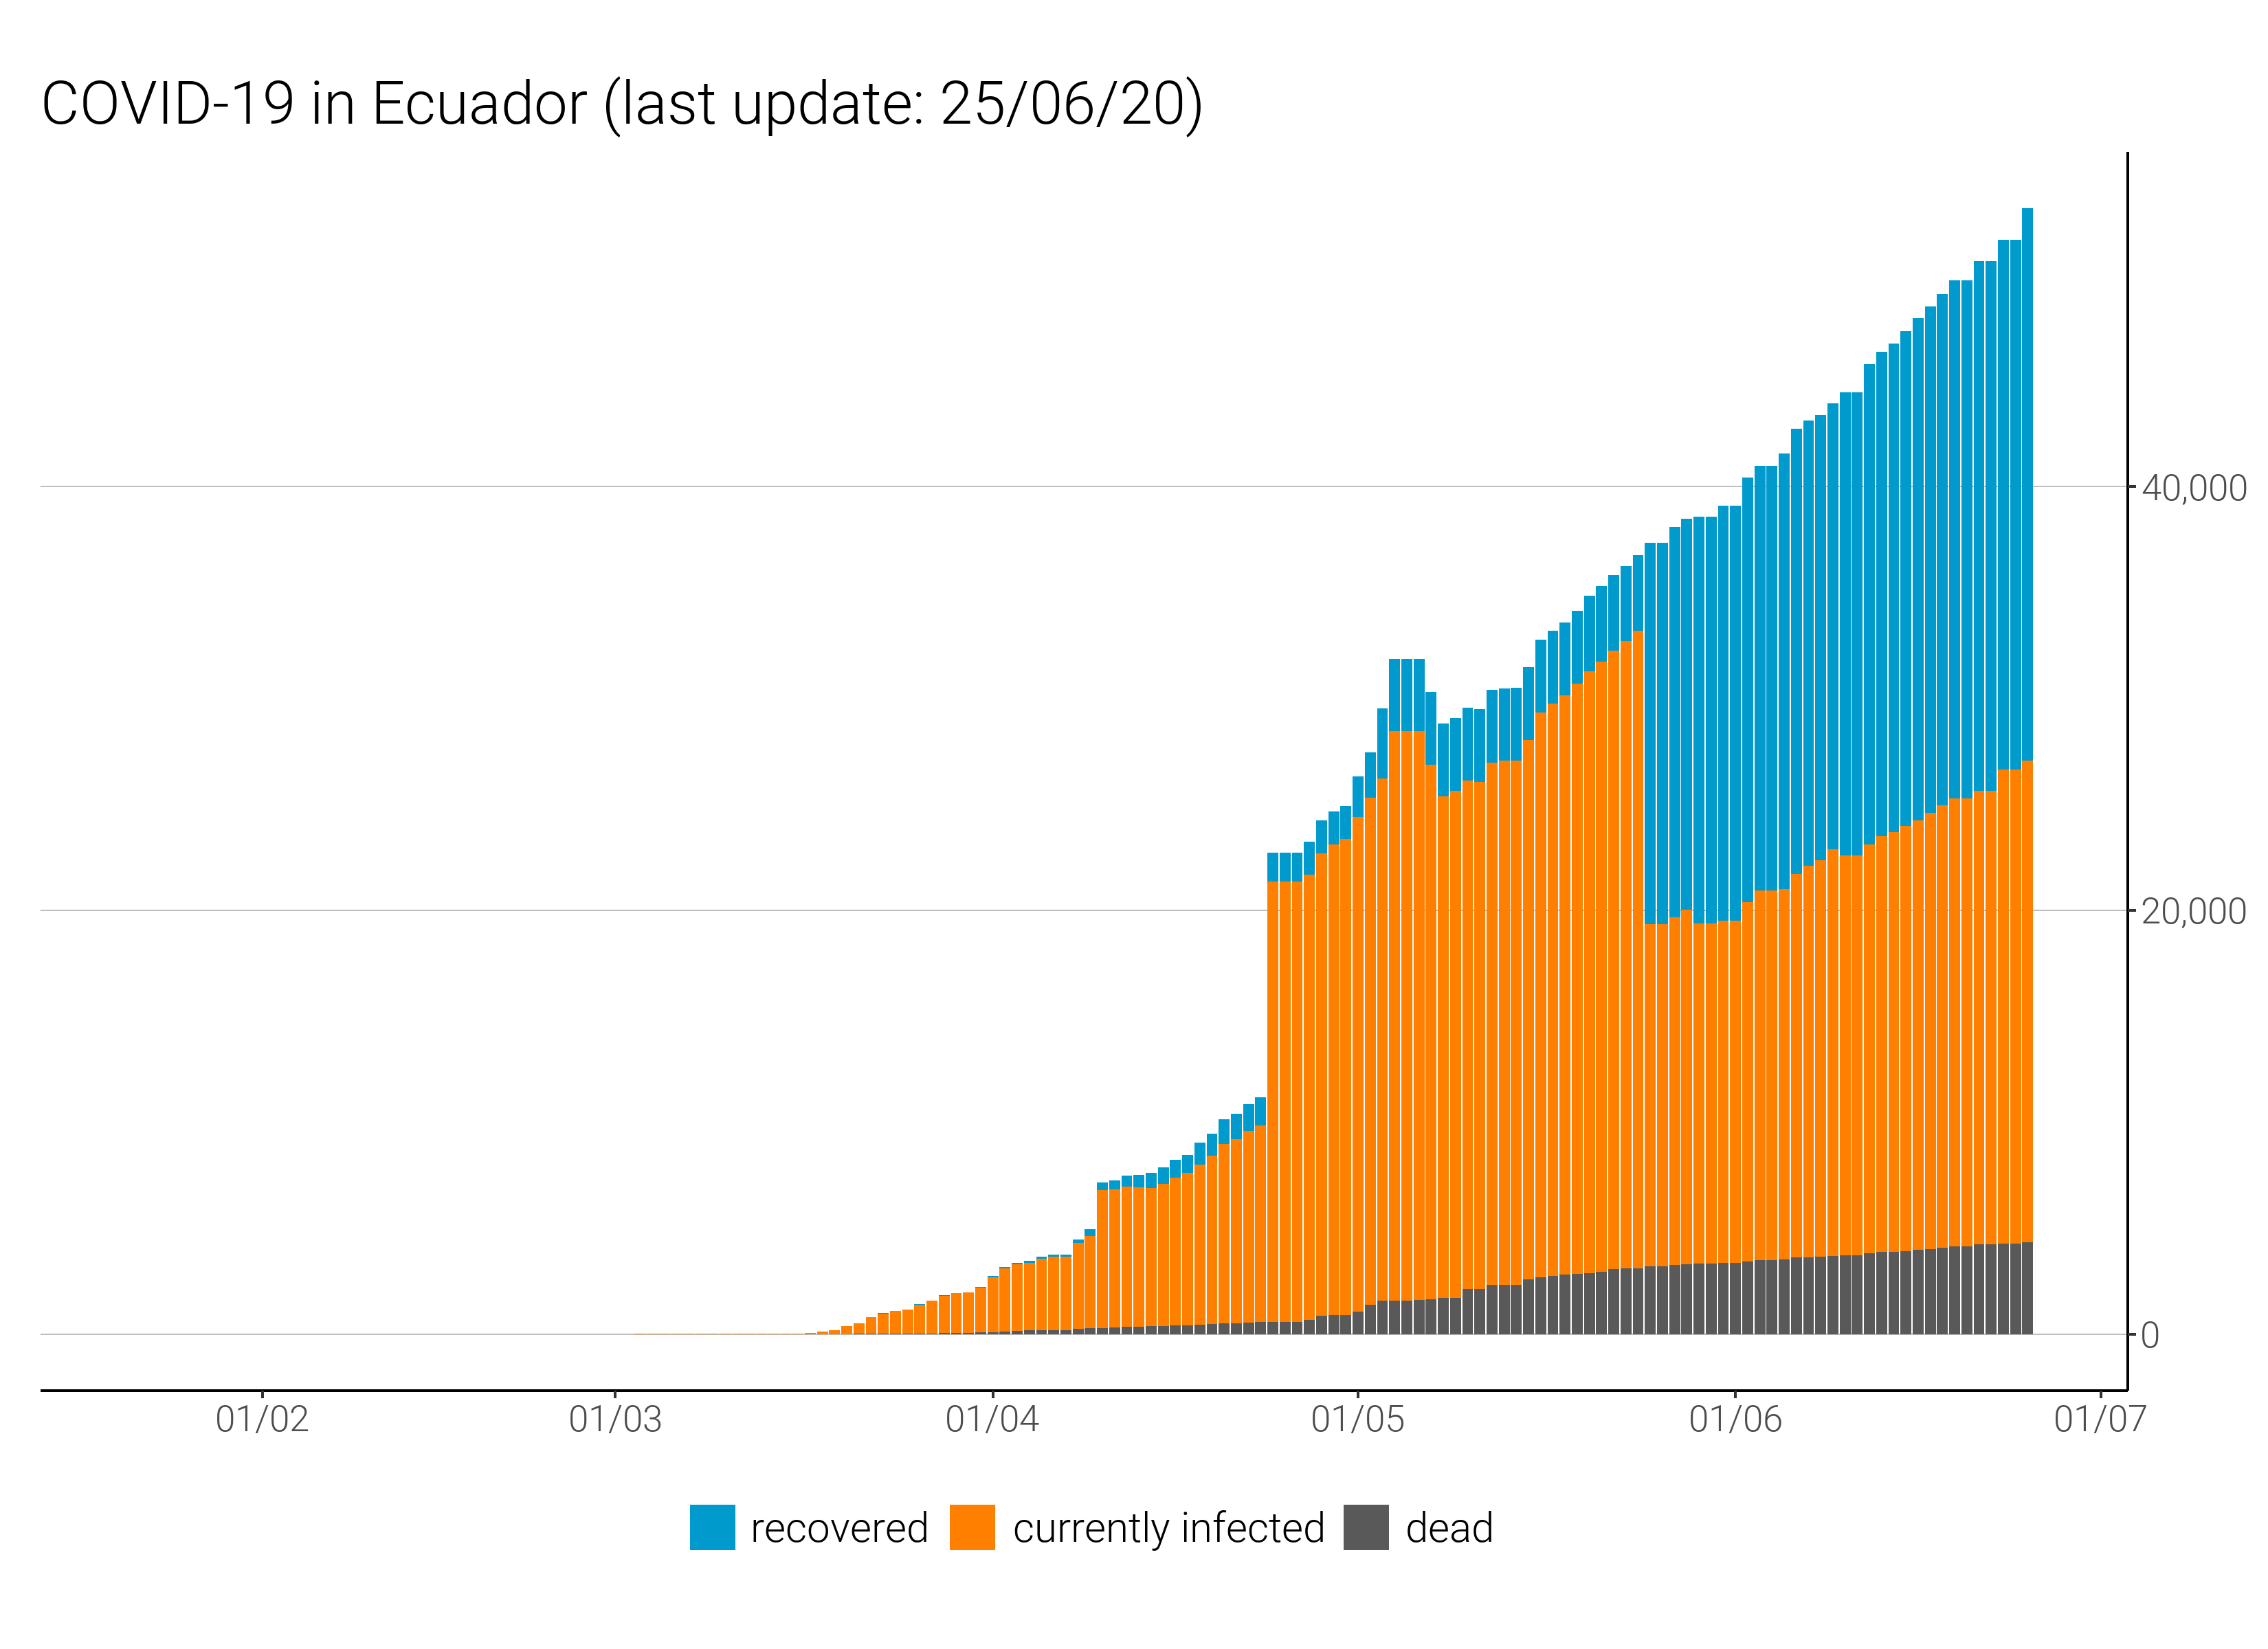 COVID-19 in Ecuador (last update: 25/06/20)
40,000
20,000
0
01/02 01/03 01/04 01/05 01/06 01/07
recovered currently infected dead